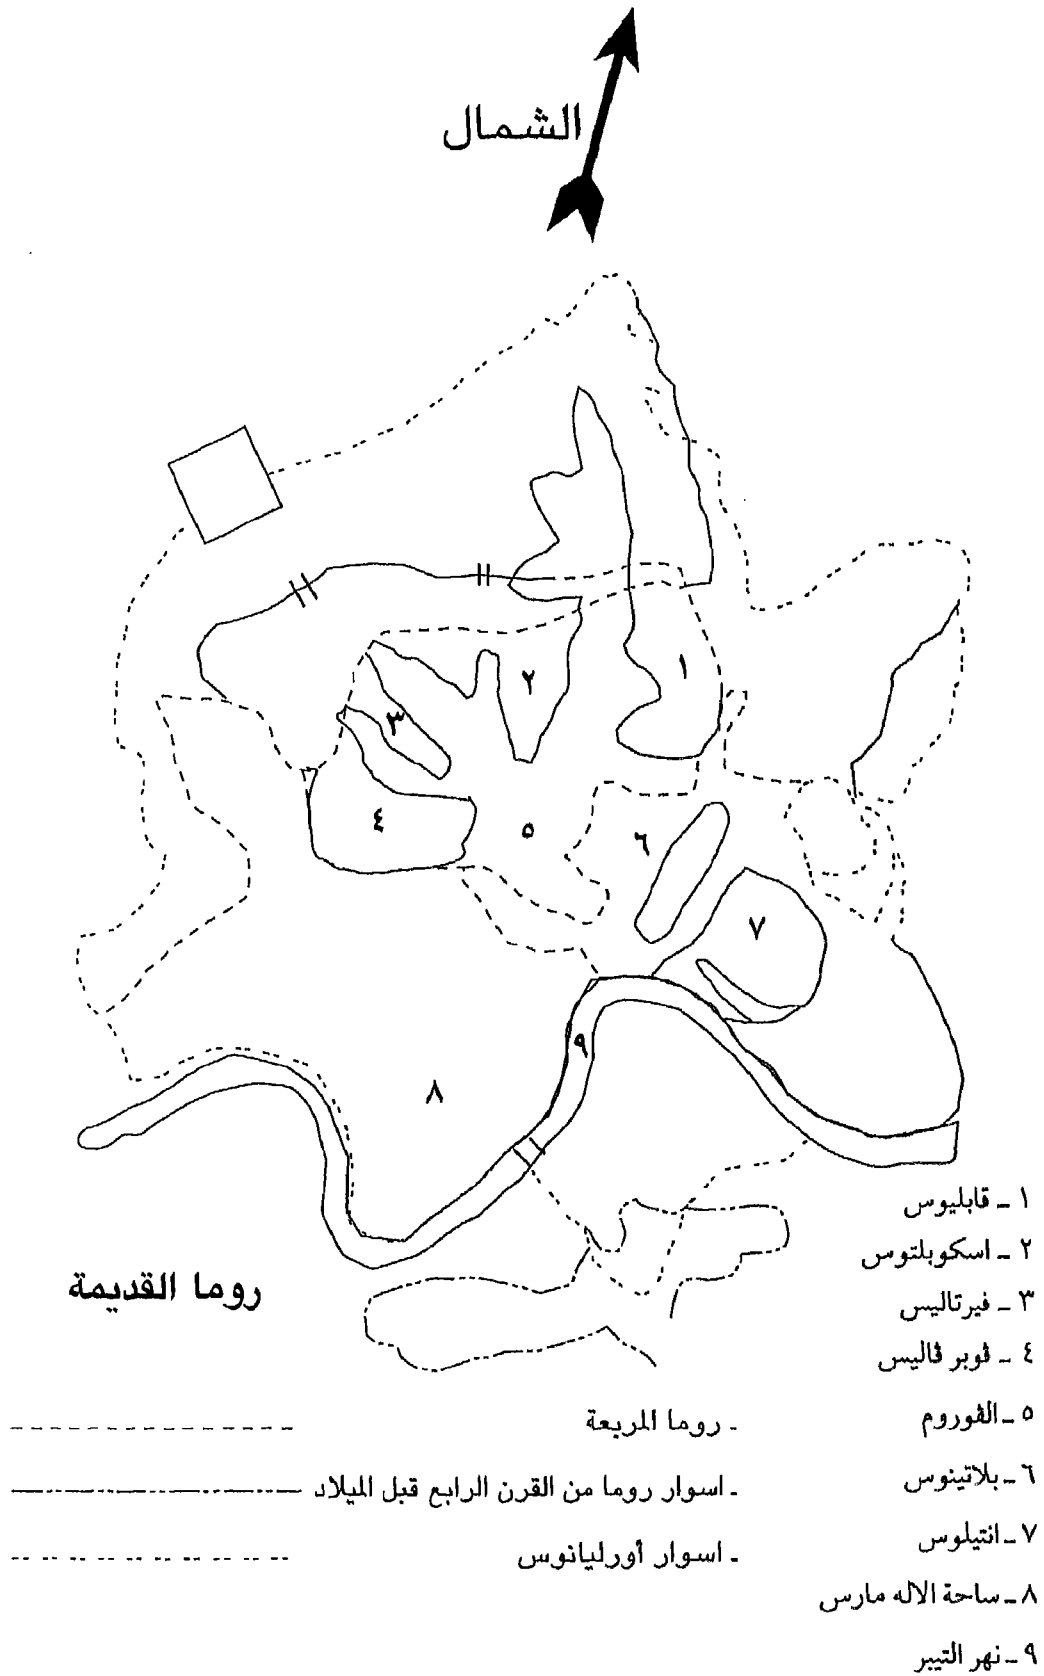 الشمال
١
٢
٣
٤
٥
٦
٧
٩
٨
١ - قابليوس
٢ - اسكوبلتوس
روما القديمة
٣ - فيرتاليس
٤ - ڤوبر ڤاليس
٥ - الڤوروم
- روما المربعة
٦ - بلاتينوس
- اسوار روما من القرن الرابع قبل الميلاد
٧ - انتيلوس
- اسوار أورليانوس
٨ - ساحة الاله مارس
٩ - نهر التيبر